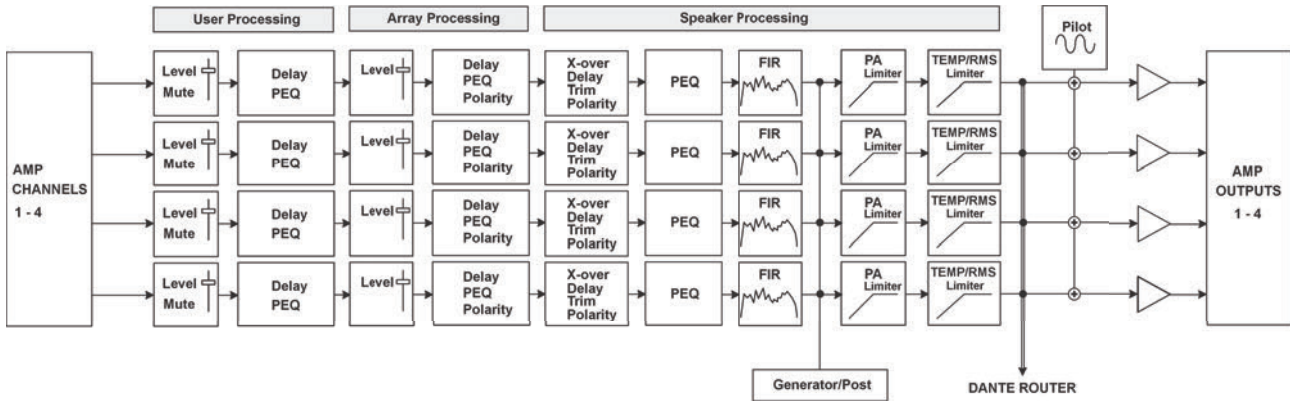 User Processing
Array Processing
Speaker Processing
Pilot
AMP
CHANNELS
1 - 4
Level
Mute
Delay
PEQ
Level
Delay
PEQ
Polarity
X-over
Delay
Trim
Polarity
PEQ
FIR
PA
Limiter
TEMP/RMS
Limiter
Level
Mute
Delay
PEQ
Level
Delay
PEQ
Polarity
X-over
Delay
Trim
Polarity
PEQ
FIR
PA
Limiter
TEMP/RMS
Limiter
Level
Mute
Delay
PEQ
Level
Delay
PEQ
Polarity
X-over
Delay
Trim
Polarity
PEQ
FIR
PA
Limiter
TEMP/RMS
Limiter
Level
Mute
Delay
PEQ
Level
Delay
PEQ
Polarity
X-over
Delay
Trim
Polarity
PEQ
FIR
PA
Limiter
TEMP/RMS
Limiter
AMP
OUTPUTS
1 - 4
Generator/Post
DANTE ROUTER